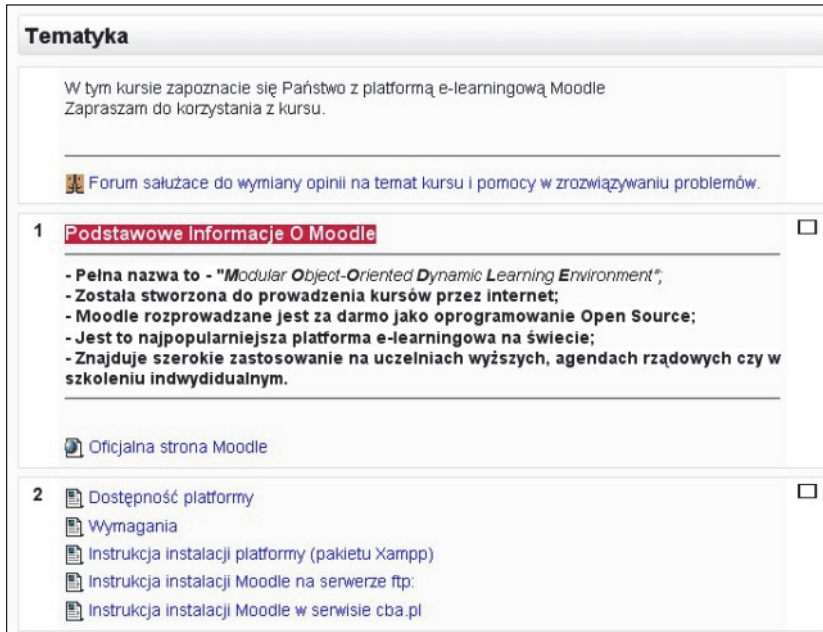 Tematyka
W tym kursie zapoznacie się Państwo z platformą e-learningową Moodle
Zapraszam do korzystania z kursu.
Forum sałużace do wymiany opinii na temat kursu i pomocy w zrozwiązywaniu problemów.
1 Podstawowe Informacje O Moodle
- Pełna nazwa to - "Modular Object-Oriented Dynamic Learning Environment";
- Została stworzona do prowadzenia kursów przez internet;
- Moodle rozprowadzane jest za darmo jako oprogramowanie Open Source;
- Jest to najpopularniejsza platforma e-learningowa na świecie;
- Znajduje szerokie zastosowanie na uczelniach wyższych, agendach rządowych czy w
szkoleniu indwydidualnym.
Oficjalna strona Moodle
2 Dostępność platformy
Wymagania
Instrukcja instalacji platformy (pakietu Xampp)
Instrukcja instalacji Moodle na serwerze ftp:
Instrukcja instalacji Moodle w serwisie cba.pl